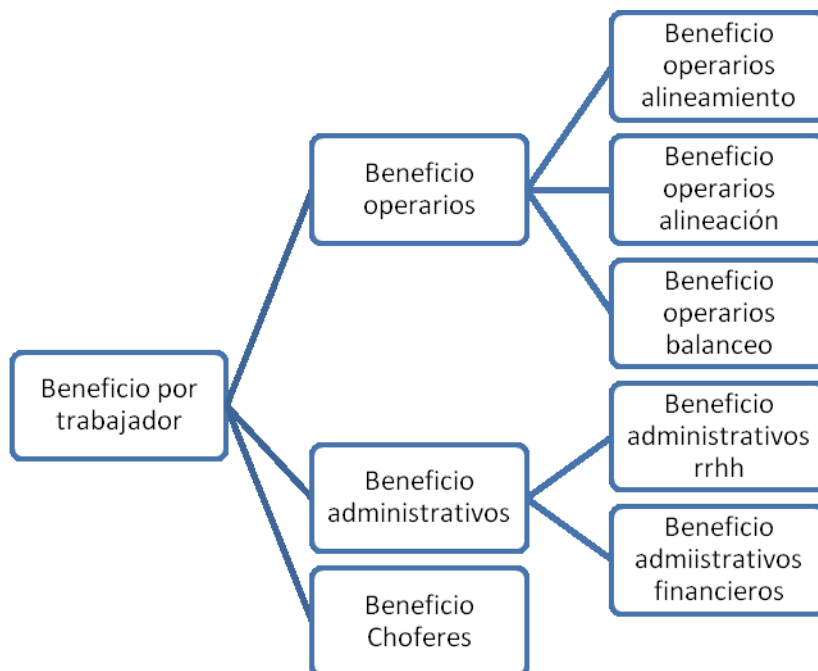 Beneficio
operarios
alineamiento
Beneficio
operarios
Beneficio
operarios
alineación
Beneficio
operarios
balanceo
Beneficio por
trabajador
Beneficio
administrativos
rrhh
Beneficio
administrativos
Beneficio
admiistrativos
financieros
Beneficio
Choferes